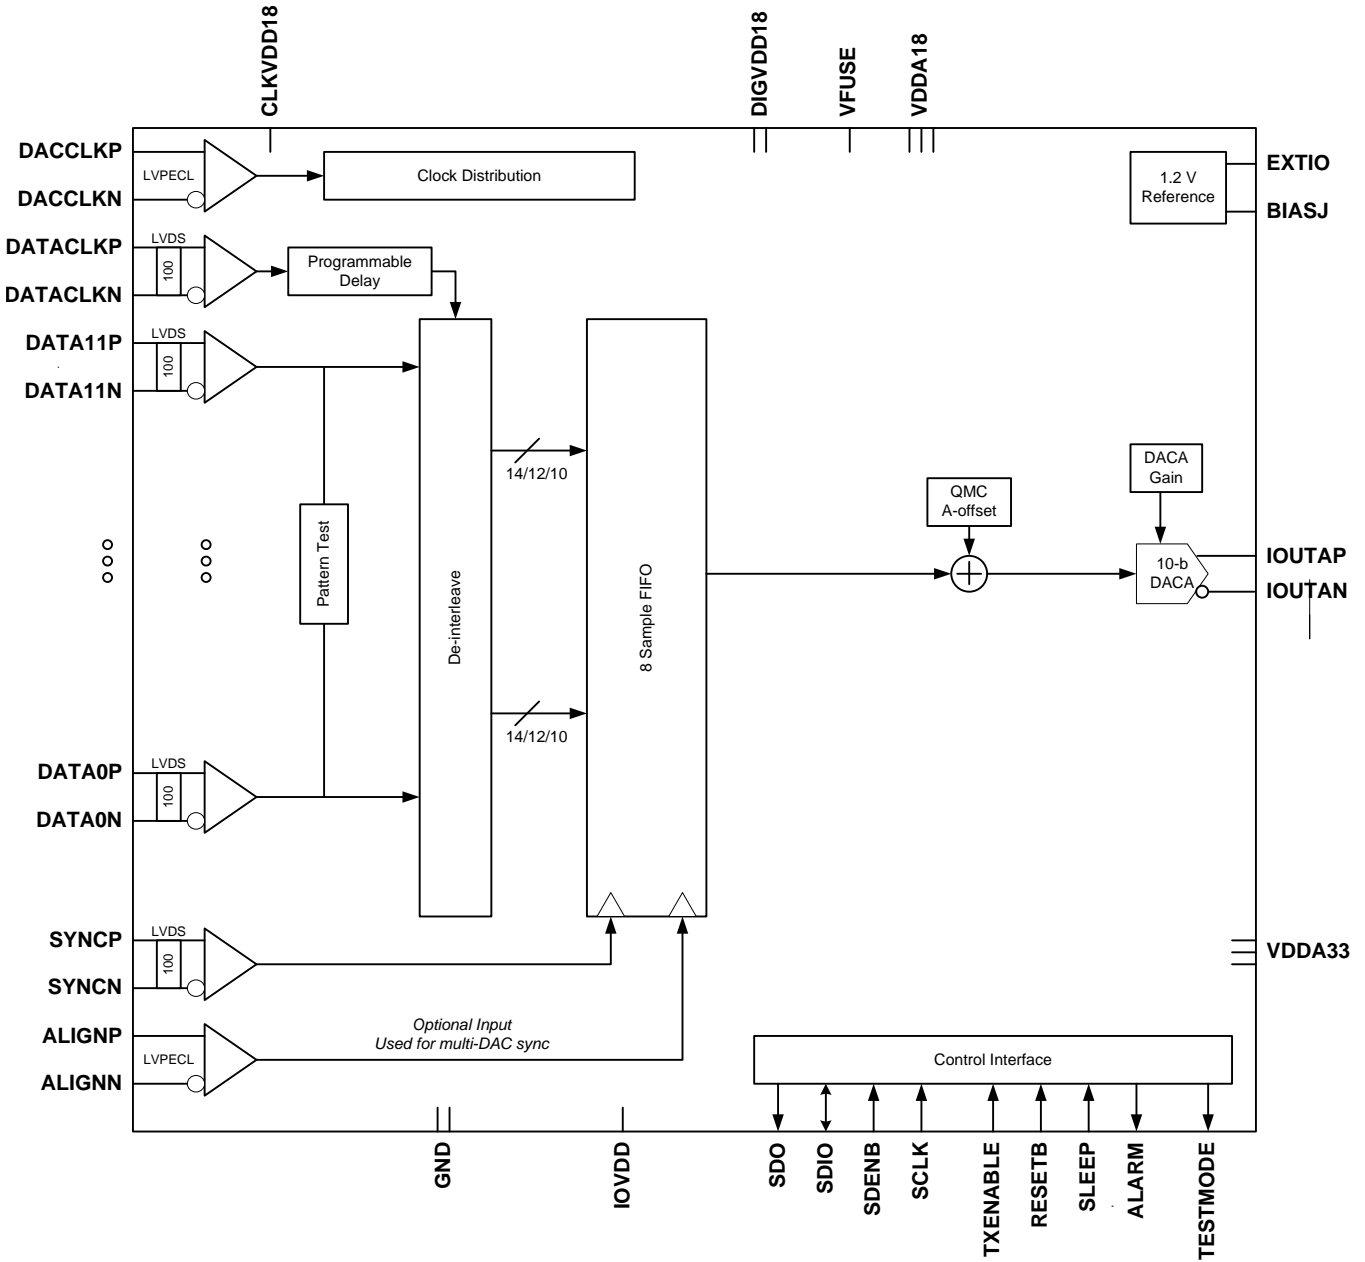 CLKVDD18
DIGVDD18
VFUSE
VDDA18
DACCLKP
LVPECL
DACCLKN
Clock Distribution
1.2 V
Reference
EXTIO
BIASJ
DATACLKP
LVDS
100
DATACLKN
Programmable
Delay
DATA11P
LVDS
100
DATA11N
Pattern Test
De-interleave
14/12/10
14/12/10
8 Sample FIFO
QMC
A-offset
DACA
Gain
10-b
DACA
IOUTAP
IOUTAN
DATA0P
LVDS
100
DATA0N
SYNCP
LVDS
100
SYNCN
VDDA33
ALIGNP
LVPECL
ALIGNN
Optional Input
Used for multi-DAC sync
Control Interface
GND
IOVDD
SDO
SDIO
SDENB
SCLK
TXENABLE
RESETB
SLEEP
ALARM
TESTMODE